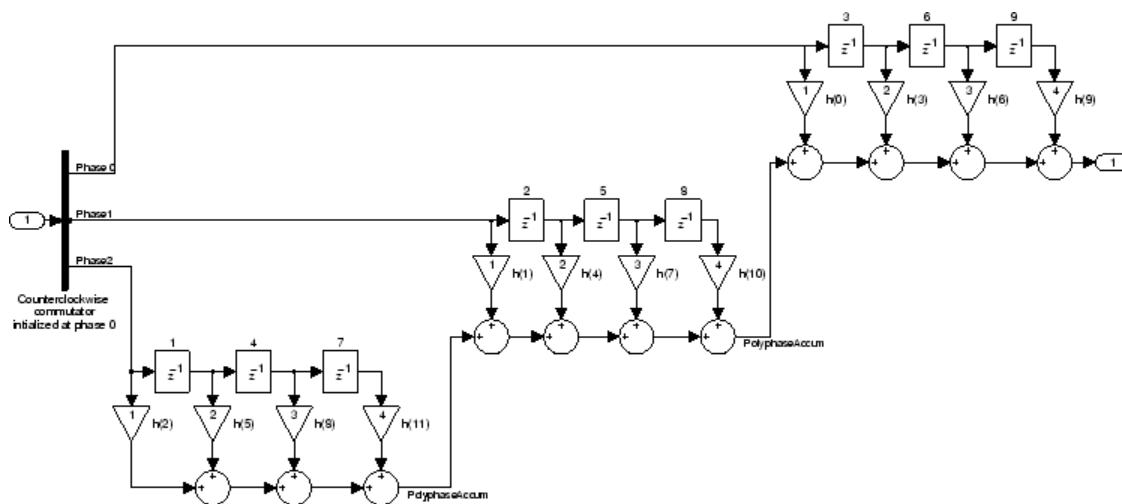 3 6 9
z⁻¹ z⁻¹ z⁻¹
1 h(0) 2 h(3) 3 h(6) 4 h(9)
+ + + +
+ + + + 1
Phase 0
1
Phase1
Phase2
Counterclockwise
commutator
intialized at phase 0
2 5 8
z⁻¹ z⁻¹ z⁻¹
1 h(1) 2 h(4) 3 h(7) 4 h(10)
+ + + +
+ + + +
PolyphaseAccum
1 4 7
z⁻¹ z⁻¹ z⁻¹
1 h(2) 2 h(5) 3 h(8) 4 h(11)
+ + +
+ + +
PolyphaseAccum